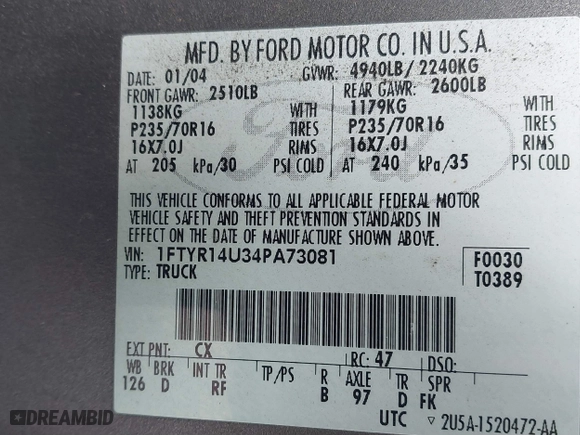 MFD. BY FORD MOTOR CO. IN U.S.A.
DATE: 01/04 GVWR: 4940LB/ 2240KG
FRONT GAWR: 2510LB REAR GAWR: 2600LB
1138KG WITH 1179KG WITH
P235/70R16 TIRES P235/70R16 TIRES
16X7.0J RIMS 16X7.0J RIMS
AT 205 kPa/30 PSI COLD AT 240 kPa/35 PSI COLD
THIS VEHICLE CONFORMS TO ALL APPLICABLE FEDERAL MOTOR
VEHICLE SAFETY AND THEFT PREVENTION STANDARDS IN
EFFECT ON THE DATE OF MANUFACTURE SHOWN ABOVE.
VIN: 1FTYR14U34PA73081 F0030
TYPE: TRUCK T0389
EXT PNT: CX RC: 47 DSO:
WB BRK INT TR TP/PS R AXLE TR SPR
126 D RF B 97 D FK
UTC 2U5A-1520472-AA
Ford
DREAMBID